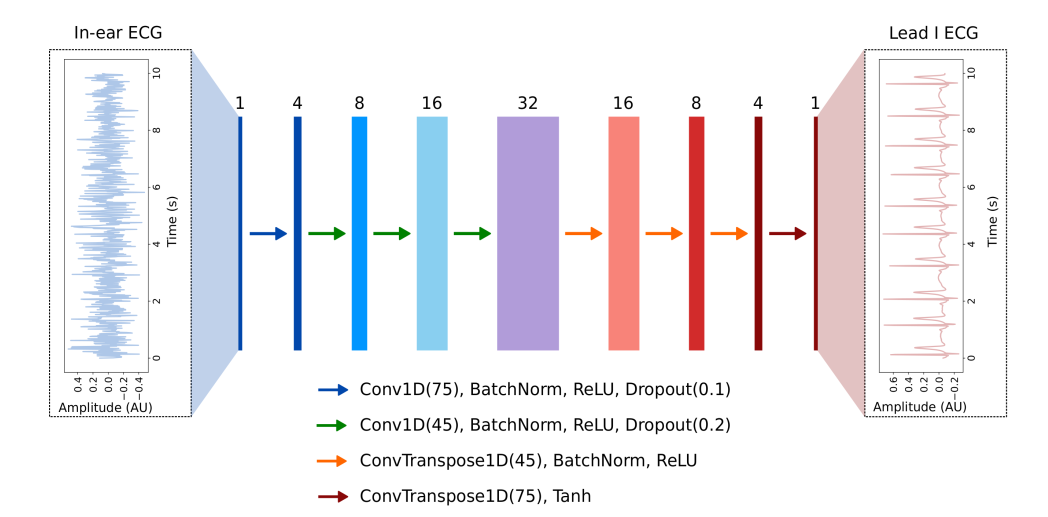 In-ear ECG
Lead I ECG
1 4 8 16 32 16 8 4 1
0 2 4 6 8 10
Time (s)
0.4 0.2 0.0 −0.2 −0.4
Amplitude (AU)
0 2 4 6 8 10
Time (s)
0.6 0.4 0.2 0.0 −0.2
Amplitude (AU)
Conv1D(75), BatchNorm, ReLU, Dropout(0.1)
Conv1D(45), BatchNorm, ReLU, Dropout(0.2)
ConvTranspose1D(45), BatchNorm, ReLU
ConvTranspose1D(75), Tanh